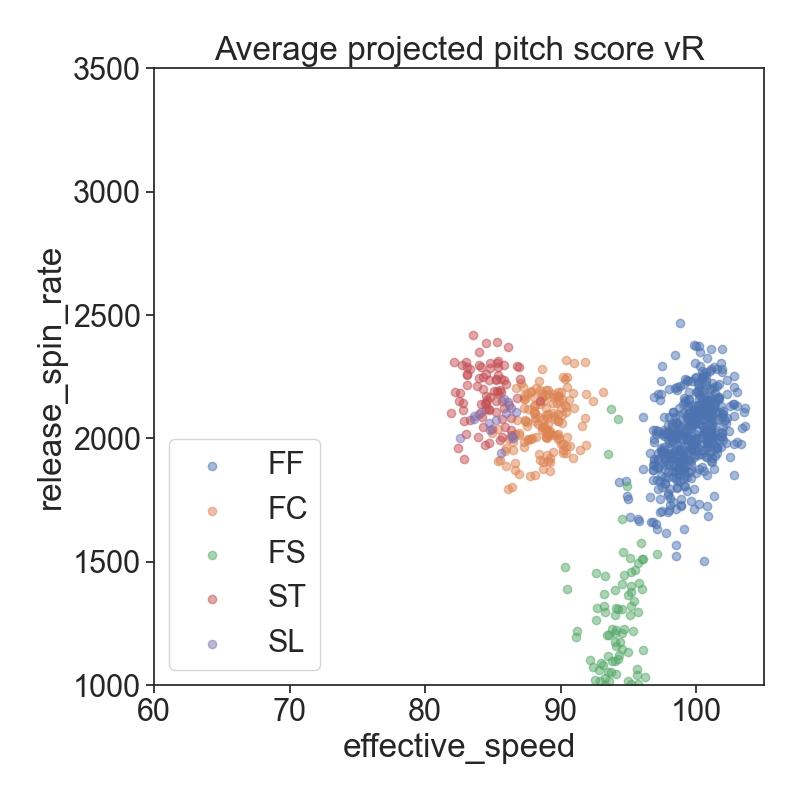 Average projected pitch score vR
3500
3000
2500
2000
1500
1000
release_spin_rate
FF
FC
FS
ST
SL
60 70 80 90 100
effective_speed